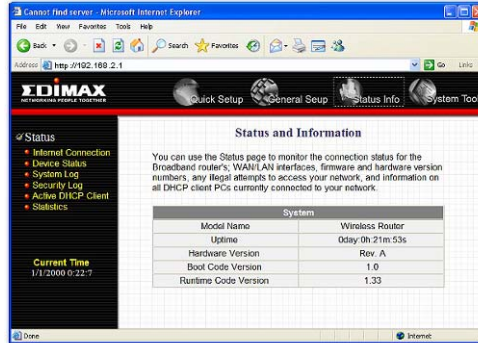 Cannot find server - Microsoft Internet Explorer
File Edit View Favorites Tools Help
Back Search Favorites
Address http://192.168.2.1 Go Links
EDIMAX
NETWORKING PEOPLE TOGETHER
Quick Setup General Seup Status Info System Too
Status
Internet Connection
Device Status
System Log
Security Log
Active DHCP Client
Statistics
Current Time
1/1/2000 0:22:7
Status and Information
You can use the Status page to monitor the connection status for the
Broadband router's; WAN/LAN interfaces, firmware and hardware version
numbers, any illegal attempts to access your network, and information on
all DHCP client PCs currently connected to your network.
System
Model Name Wireless Router
Uptime 0day:0h:21m:53s
Hardware Version Rev. A
Boot Code Version 1.0
Runtime Code Version 1.33
Done Internet